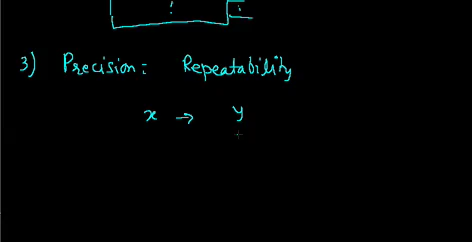 3) Precision: Repeatability
x → y